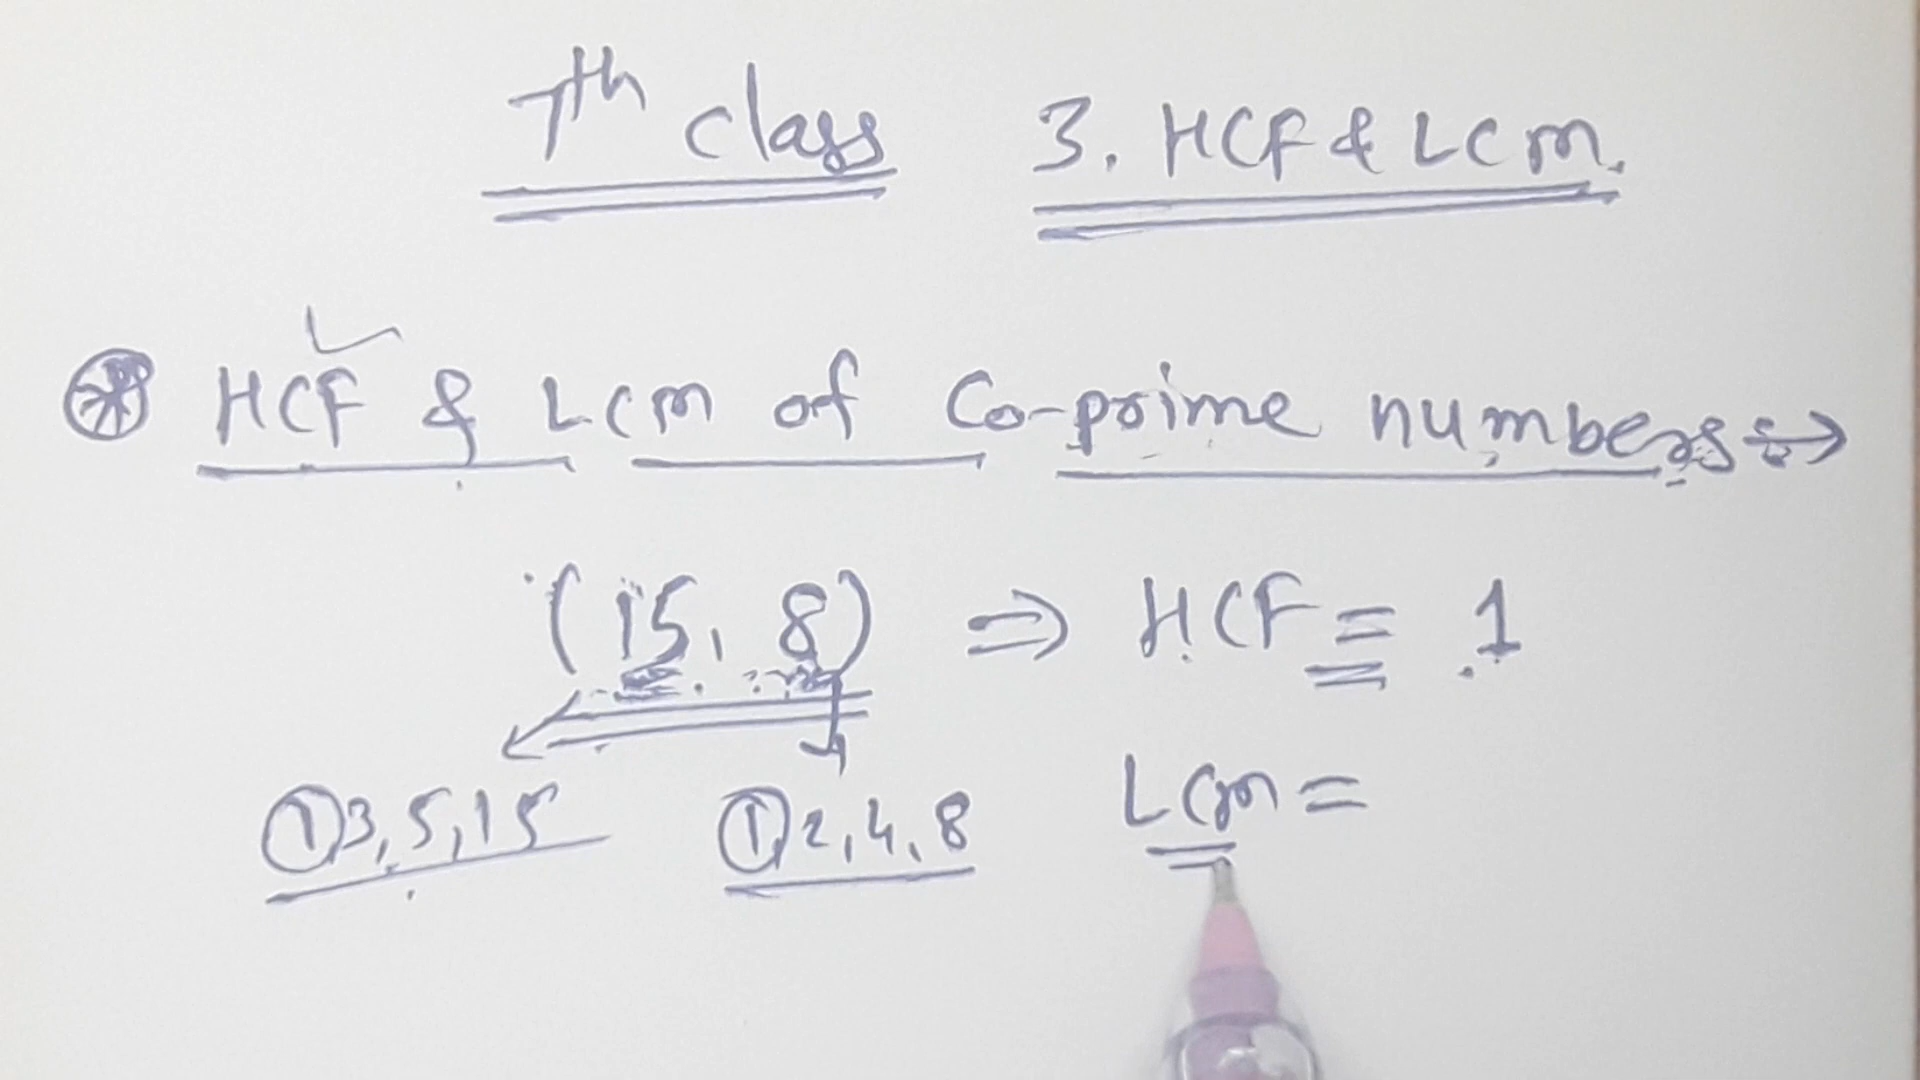 7th class 3. HCF & LCM.
HCF & LCM of Co-prime numbers :→
(15, 8) ⇒ HCF = 1
① 3, 5, 15 ① 2, 4, 8 LCM =